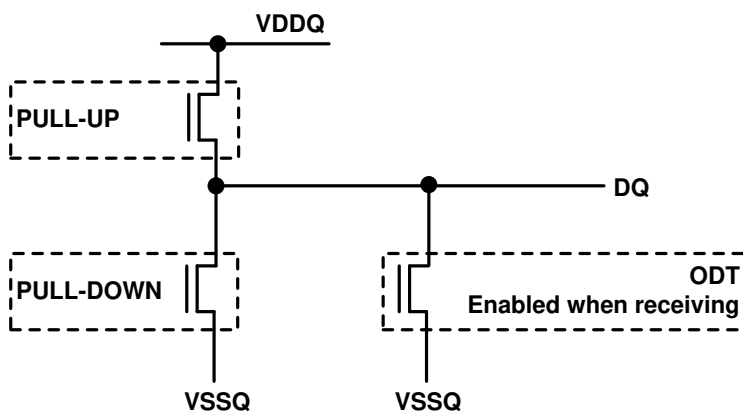 VDDQ
PULL-UP
DQ
PULL-DOWN
ODT
Enabled when receiving
VSSQ
VSSQ